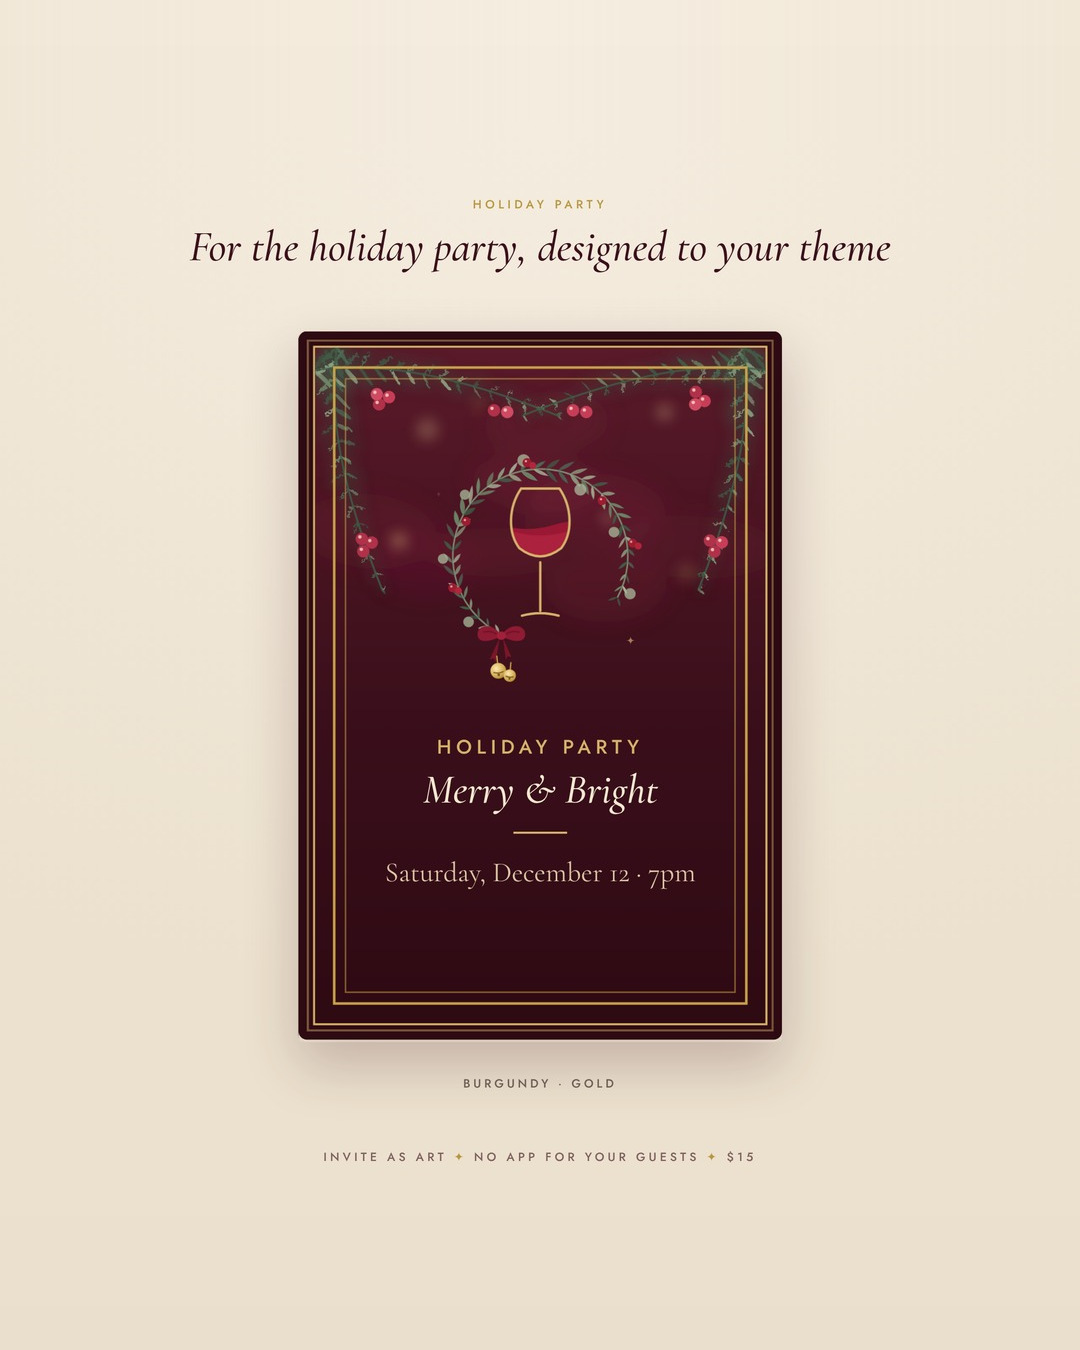 HOLIDAY PARTY
For the holiday party, designed to your theme
HOLIDAY PARTY
Merry & Bright
Saturday, December 12 · 7pm
BURGUNDY · GOLD
INVITE AS ART ✦ NO APP FOR YOUR GUESTS ✦ $15